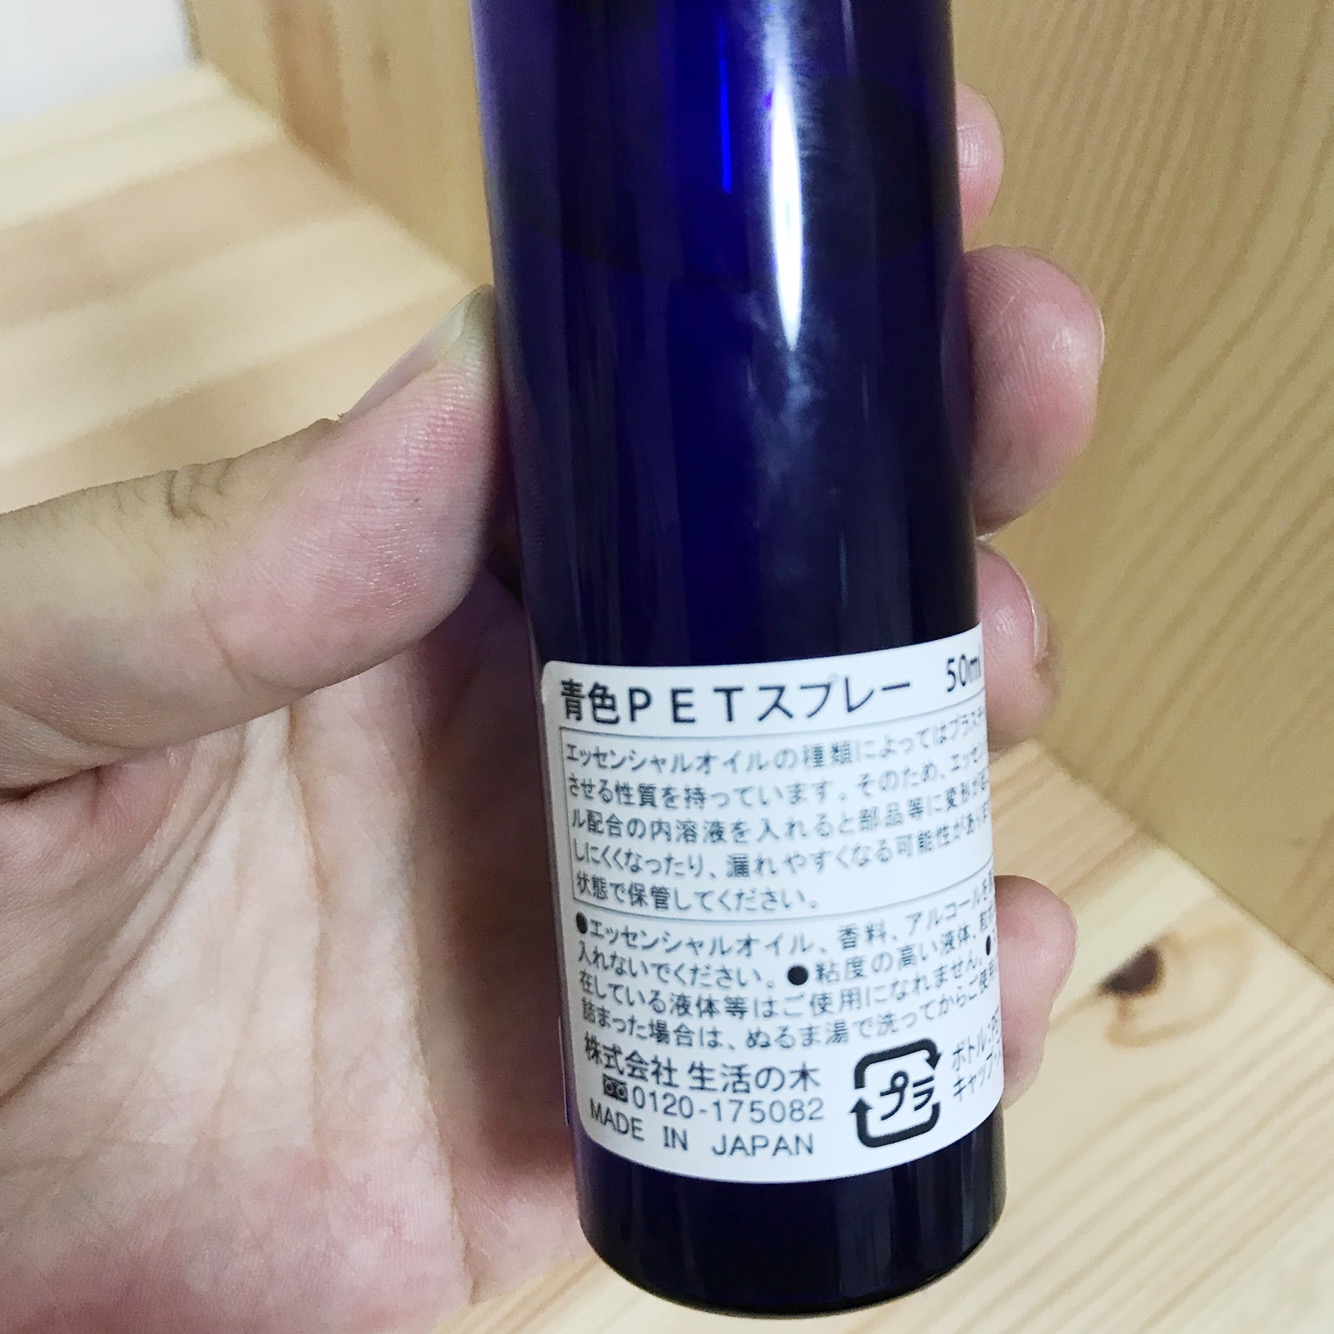 青色PETスプレー 50ml
エッセンシャルオイルの種類によってはプラスチ
させる性質を持っています。そのため、エッセン
ル配合の内溶液を入れると部品等に変形が
しにくくなったり、漏れやすくなる可能性があります
状態で保管してください。
●エッセンシャルオイル、香料、アルコールを
入れないでください。●粘度の高い液体、
在している液体等はご使用になれません。●
詰まった場合は、ぬるま湯で洗ってからご使用
株式会社 生活の木
0120-175082
MADE IN JAPAN
プラ
ボトル:PET
キャップ: